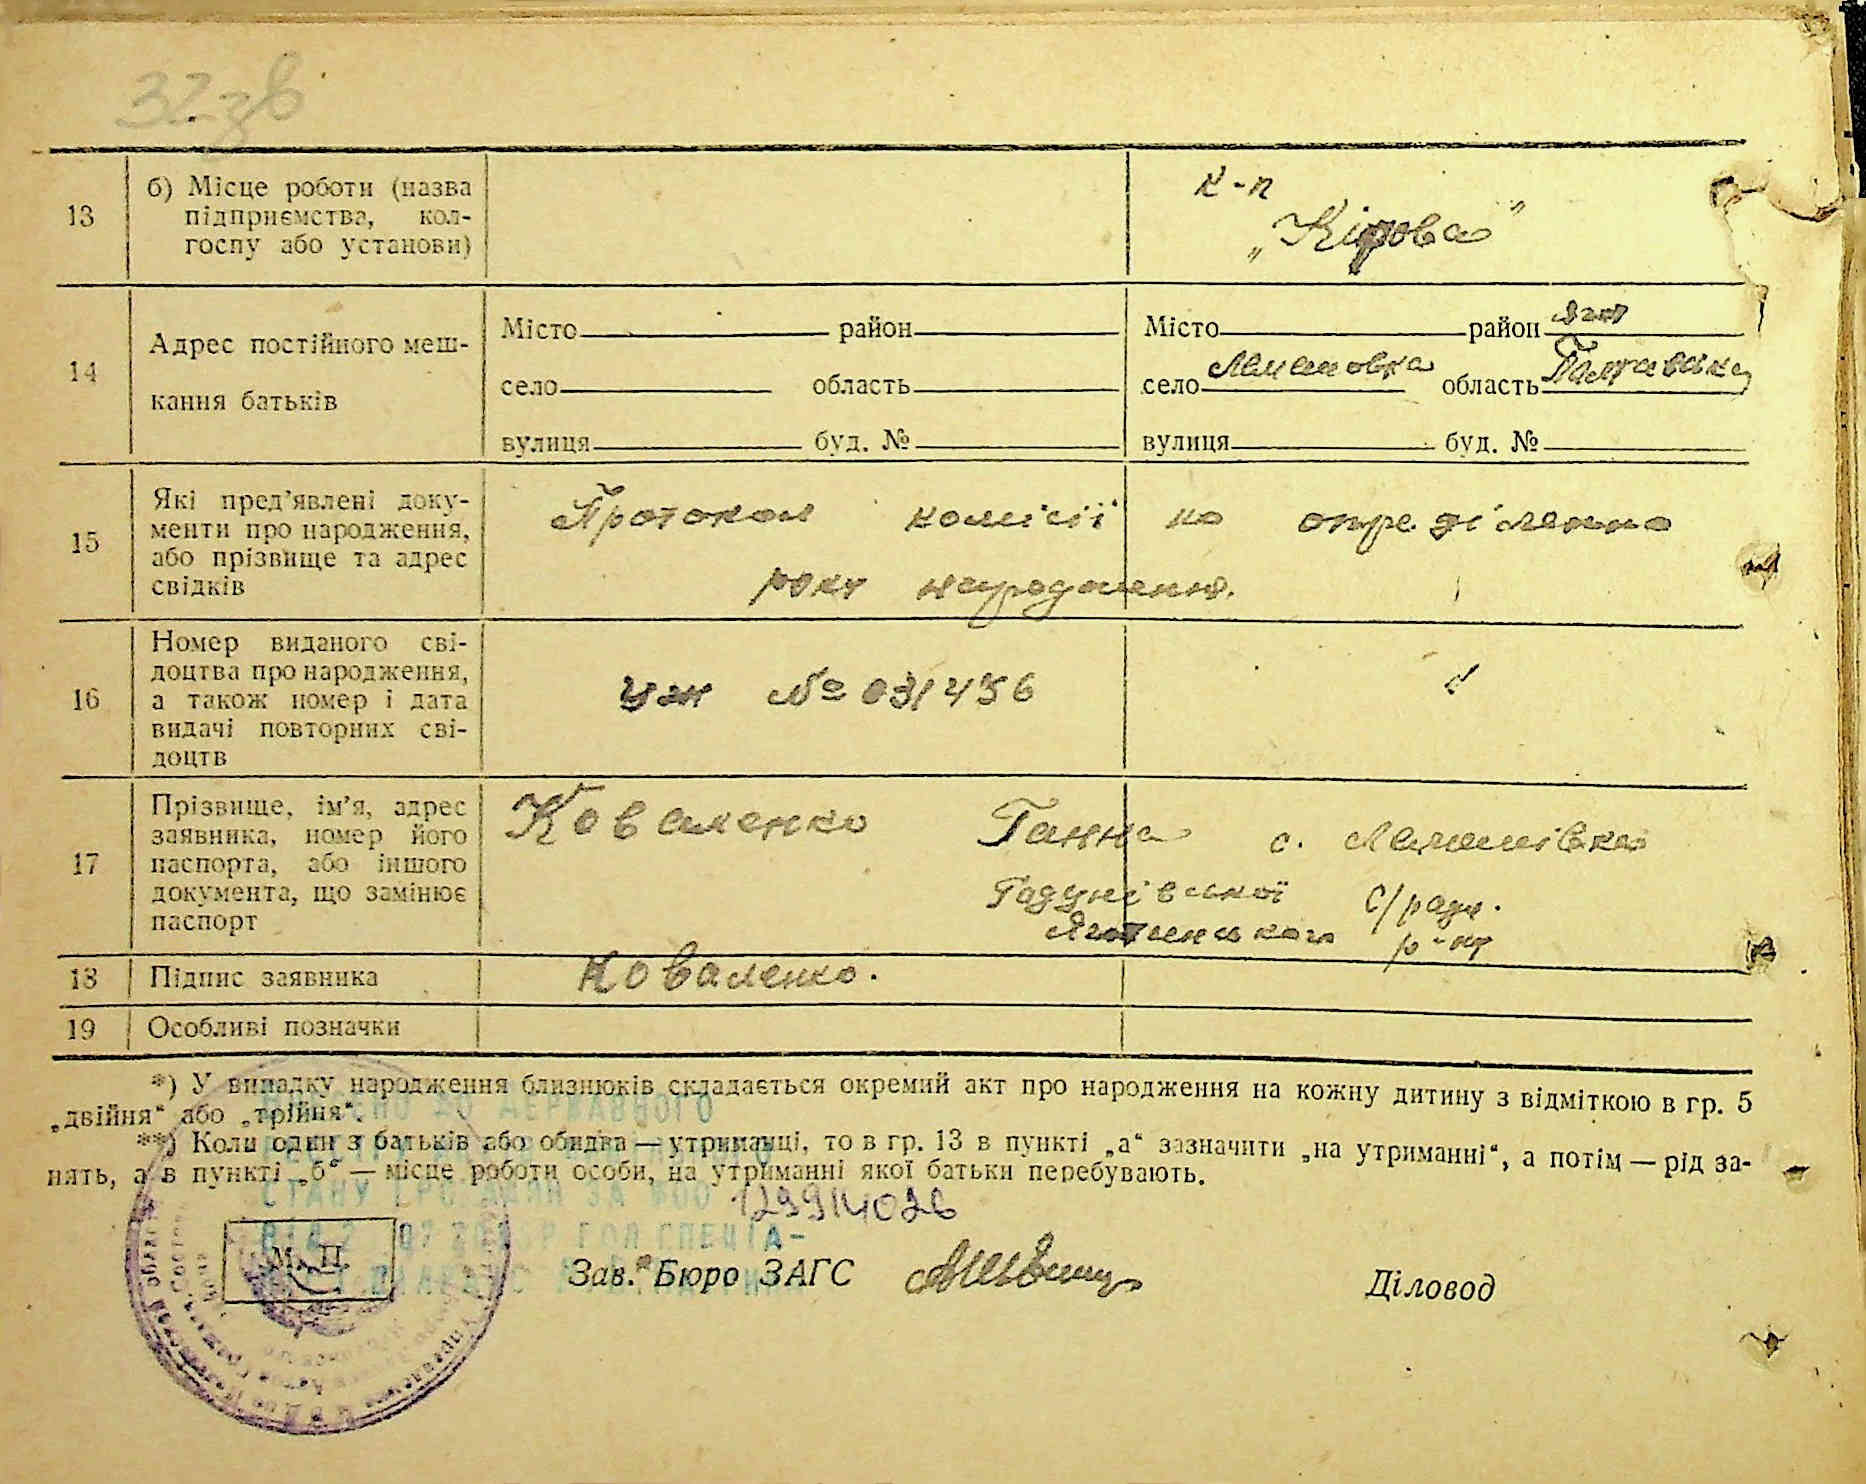 32 зв
13
б) Місце роботи (назва
підприємства, кол-
госпу або установи)
к-п
„Кірова"
14
Адрес постійного меш-
кання батьків
Місто район
село область
вулиця буд. №
Місто район Яго
село область Полтавська
вулиця буд. №
15
Які пред'явлені доку-
менти про народження,
або прізвище та адрес
свідків
Протокол комісії по
року
16
Номер виданого сві-
доцтва про народження,
а також номер і дата
видачі повторних сві-
доцтв
№ 031456
17
Прізвище, ім'я, адрес
заявника, номер його
паспорта, або іншого
документа, що замінює
паспорт
Коваленко Ганна с.
С/ради.
р-ну
18
Підпис заявника
Коваленко.
19
Особливі позначки
*) У випадку народження близнюків складається окремий акт про народження на кожну дитину з відміткою в гр. 5
„двійня" або „трійня".
**) Коли один з батьків або обидва — утриманці, то в гр. 13 в пункті „а" зазначити „на утриманні", а потім — рід за-
нять, а в пункті „б" — місце роботи особи, на утриманні якої батьки перебувають.
М. П.
Зав. Бюро ЗАГС
Діловод